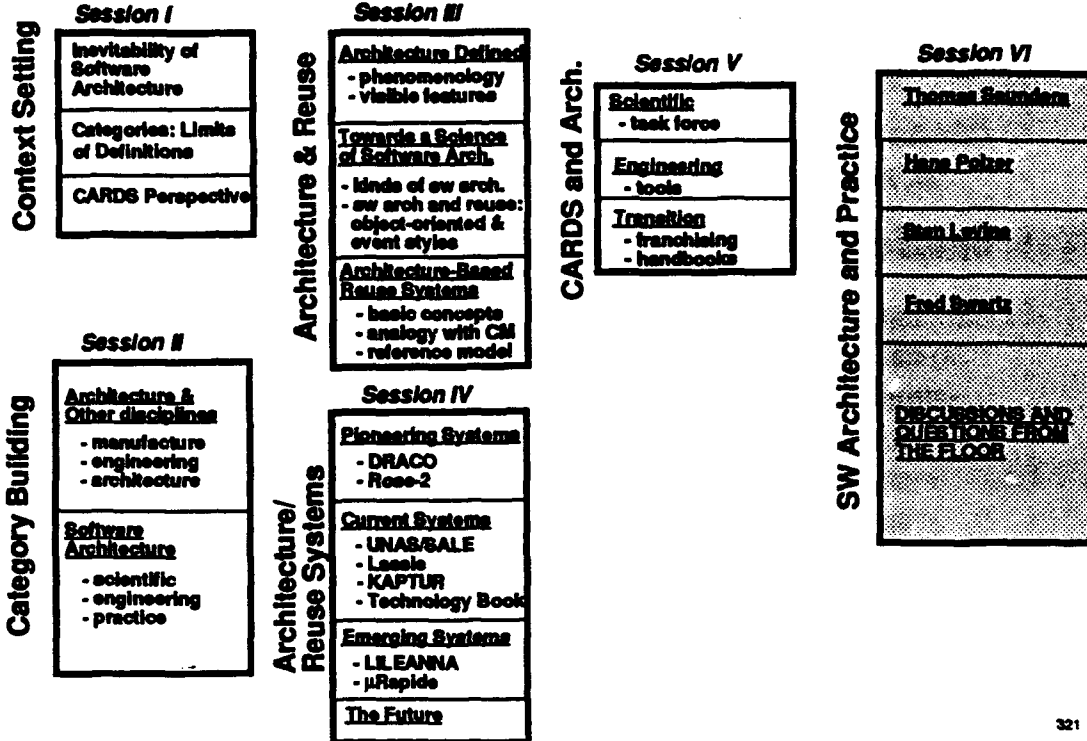 Session I
Context Setting
Inevitability of
Software
Architecture
Categories: Limits
of Definitions
CARDS Perspective
Session II
Category Building
Architecture &
Other disciplines
- manufacture
- engineering
- architecture
Software
Architecture
- scientific
- engineering
- practice
Session III
Architecture & Reuse
Architecture Defined
- phenomenology
- visible features
Towards a Science
of Software Arch.
- kinds of sw arch.
- sw arch and reuse:
object-oriented &
event styles
Architecture-Based
Reuse Systems
- basic concepts
- analogy with CM
- reference model
Session IV
Architecture/
Reuse Systems
Pioneering Systems
- DRACO
- Rose-2
Current Systems
- UNAS/SALE
- Lassie
- KAPTUR
- Technology Book
Emerging Systems
- LILEANNA
- µRapide
The Future
Session V
CARDS and Arch.
Scientific
- task force
Engineering
- tools
Transition
- franchising
- handbooks
Session VI
SW Architecture and Practice
Thomas Saunders
Hans Polzer
Stan Levine
Fred Swartz
DISCUSSIONS AND
QUESTIONS FROM
THE FLOOR
321